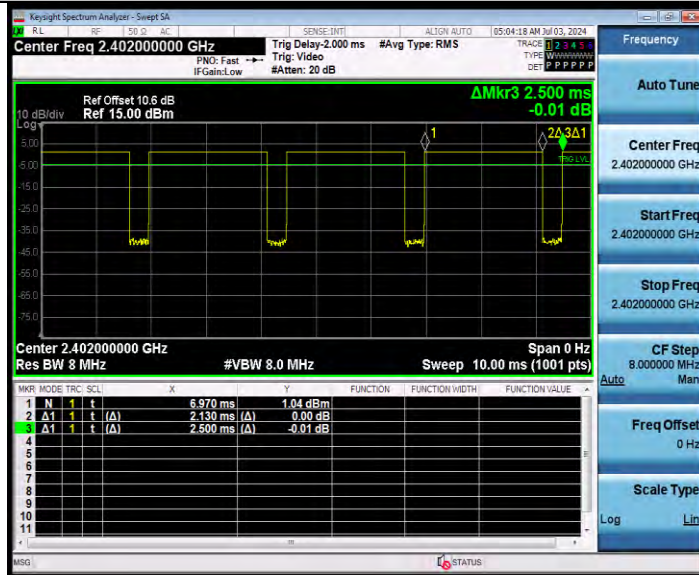 Keysight Spectrum Analyzer - Swept SA
RL RF 50 Ω AC SENSE:INT ALIGN AUTO 05:04:18 AM Jul 03, 2024
Center Freq 2.402000000 GHz
Trig Delay-2.000 ms #Avg Type: RMS
TRACE 1 2 3 4 5 6
PNO: Fast Trig: Video
TYPE WWWWWW
IFGain:Low #Atten: 20 dB
DET P P P P P P
ΔMkr3 2.500 ms
-0.01 dB
Ref Offset 10.6 dB
10 dB/div Ref 15.00 dBm
Log
5.00
-5.00
-15.0
-25.0
-35.0
-45.0
-55.0
-65.0
-75.0
1
2Δ 3Δ1
TRIG LVL
Center 2.402000000 GHz Span 0 Hz
Res BW 8 MHz #VBW 8.0 MHz Sweep 10.00 ms (1001 pts)
MKR MODE TRC SCL X Y FUNCTION FUNCTION WIDTH FUNCTION VALUE
1 N 1 t 6.970 ms 1.04 dBm
2 Δ1 1 t (Δ) 2.130 ms (Δ) 0.00 dB
3 Δ1 1 t (Δ) 2.500 ms (Δ) -0.01 dB
4
5
6
7
8
9
10
11
MSG STATUS
Frequency
Auto Tune
Center Freq
2.402000000 GHz
Start Freq
2.402000000 GHz
Stop Freq
2.402000000 GHz
CF Step
8.000000 MHz
Auto Man
Freq Offset
0 Hz
Scale Type
Log Lin